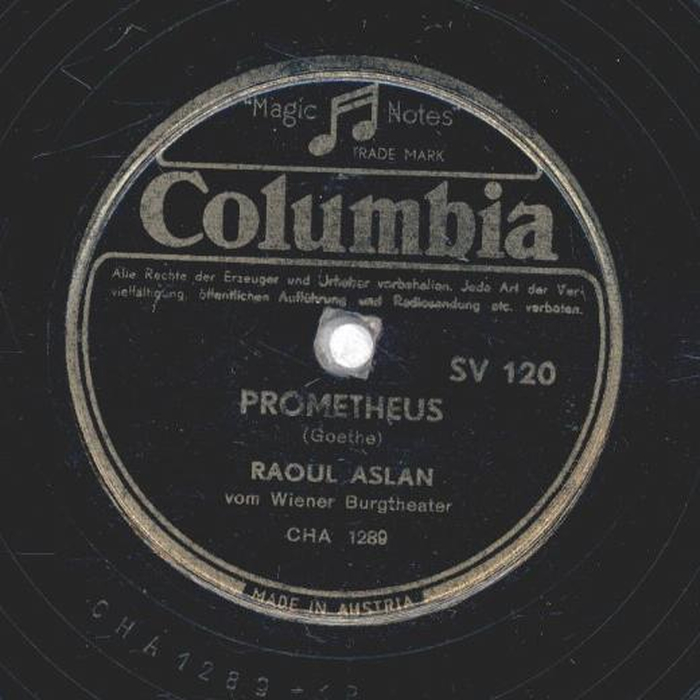 "Magic Notes"
TRADE MARK
Columbia
Alle Rechte der Erzeuger und Urheber vorbehalten. Jede Art der Ver-
vielfältigung, öffentlichen Aufführung und Radiosendung etc. verboten.
SV 120
PROMETHEUS
(Goethe)
RAOUL ASLAN
vom Wiener Burgtheater
CHA 1289
MADE IN AUSTRIA
CHA1289